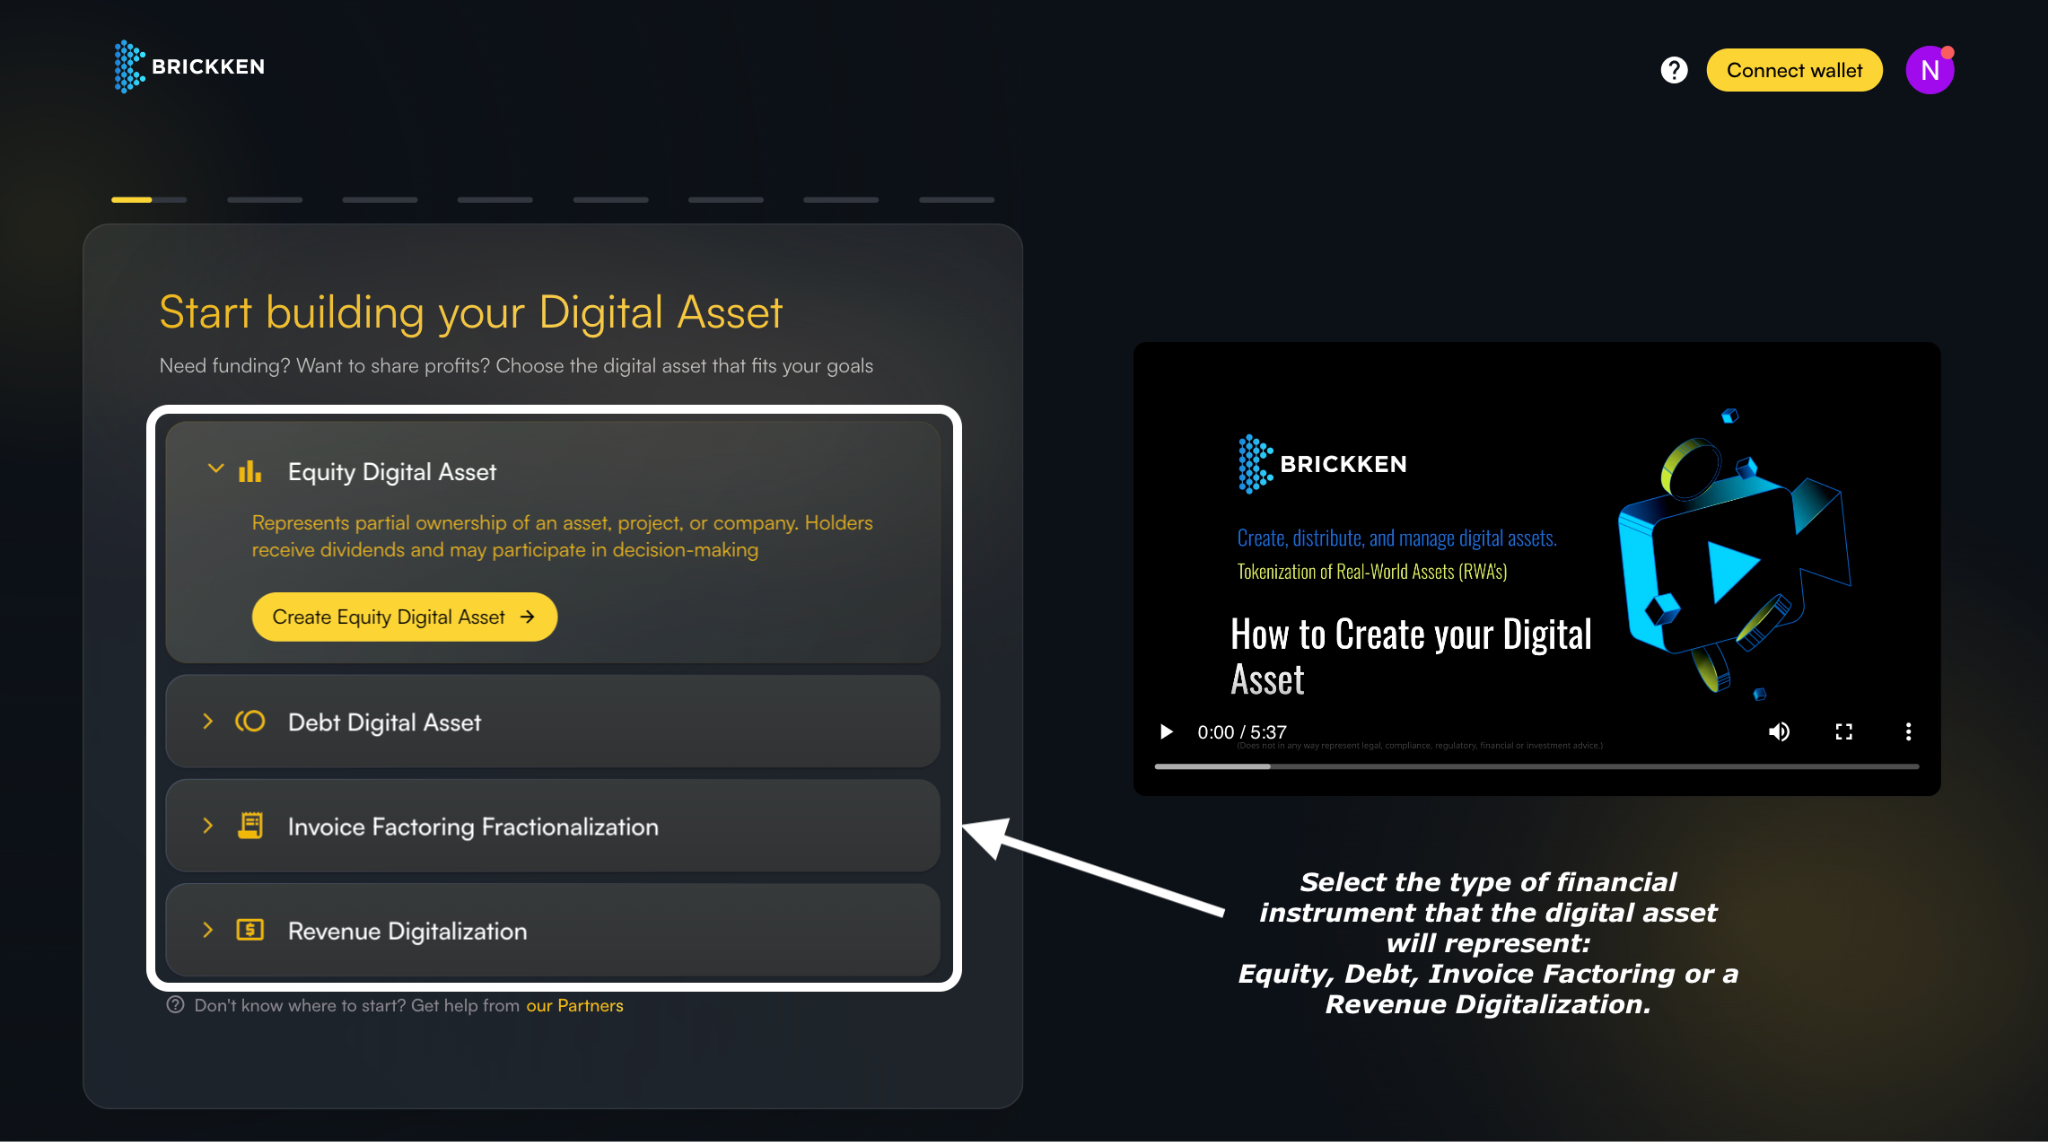 BRICKKEN
Connect wallet
N
Start building your Digital Asset
Need funding? Want to share profits? Choose the digital asset that fits your goals
Equity Digital Asset
Represents partial ownership of an asset, project, or company. Holders
receive dividends and may participate in decision-making
Create Equity Digital Asset →
Debt Digital Asset
Invoice Factoring Fractionalization
Revenue Digitalization
Don't know where to start? Get help from our Partners
BRICKKEN
Create, distribute, and manage digital assets.
Tokenization of Real-World Assets (RWA's)
How to Create your Digital
Asset
0:00 / 5:37
(Does not in any way represent legal, compliance, regulatory, financial or investment advice.)
Select the type of financial
instrument that the digital asset
will represent:
Equity, Debt, Invoice Factoring or a
Revenue Digitalization.